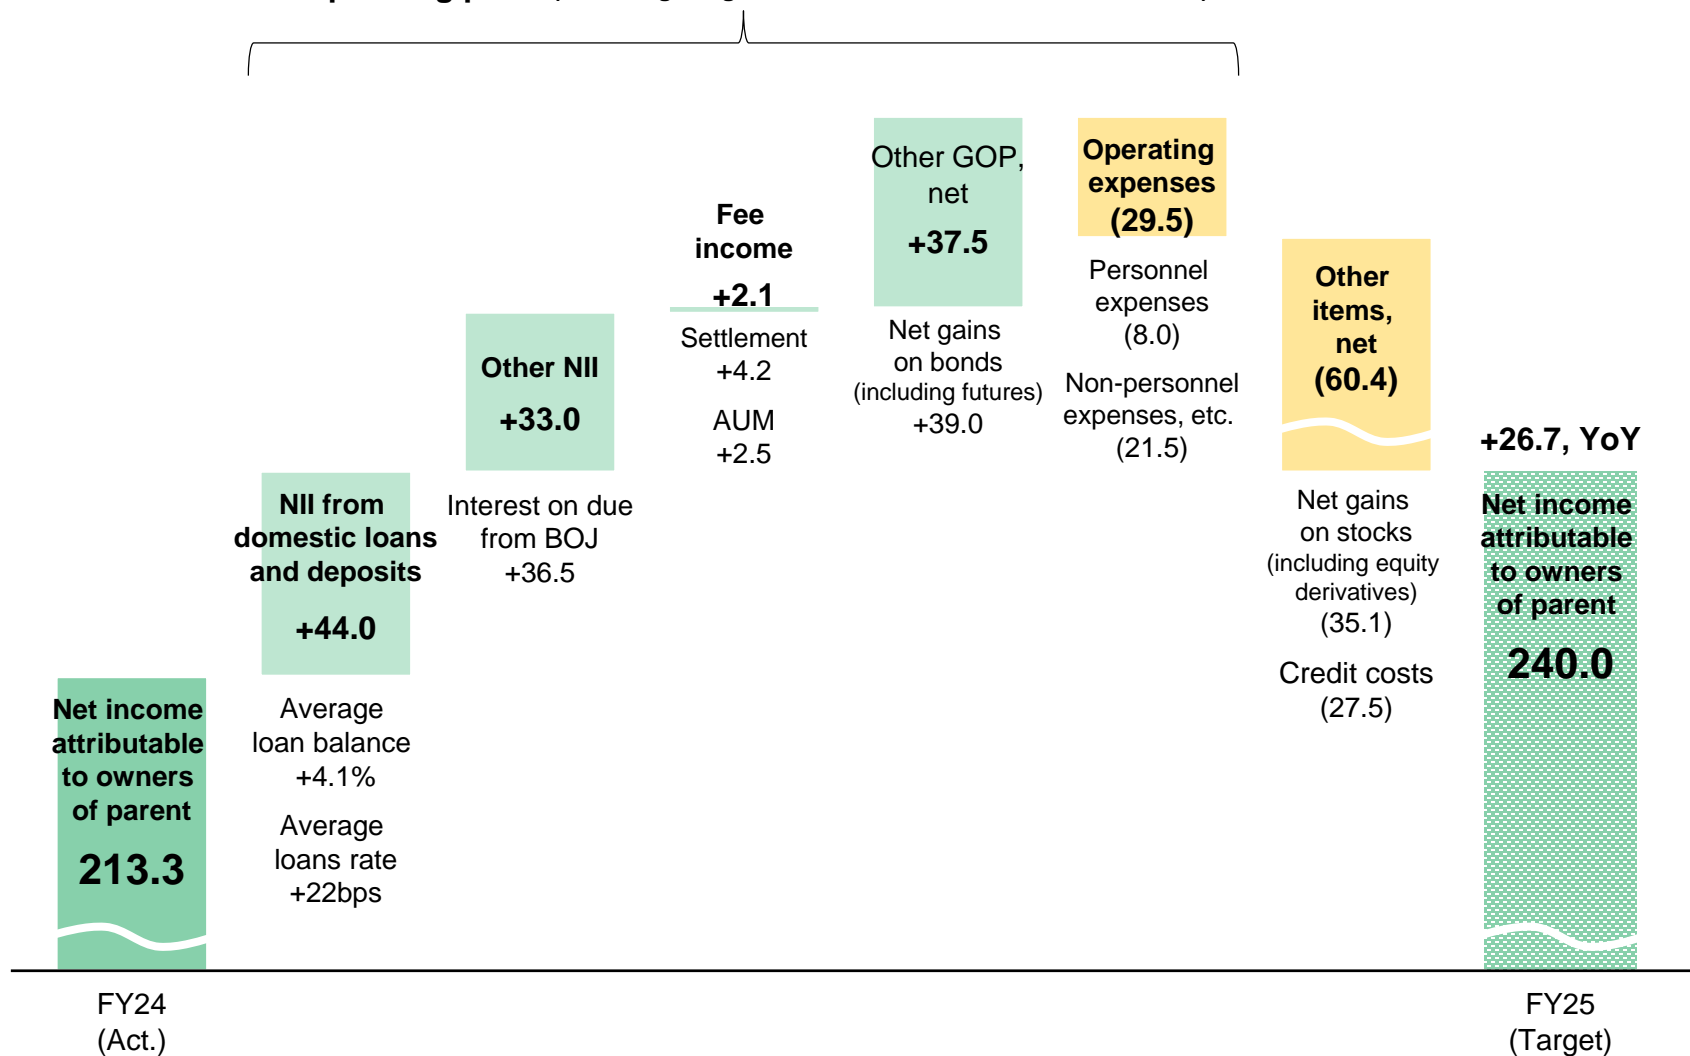 Other GOP,
net
+37.5
Net gains
on bonds
(including futures)
+39.0
Operating
expenses
(29.5)
Personnel
expenses
(8.0)
Non-personnel
expenses, etc.
(21.5)
Fee
income
+2.1
Settlement
+4.2
AUM
+2.5
Other
items,
net
(60.4)
Net gains
on stocks
(including equity
derivatives)
(35.1)
Credit costs
(27.5)
Other NII
+33.0
Interest on due
from BOJ
+36.5
NII from
domestic loans
and deposits
+44.0
Average
loan balance
+4.1%
Average
loans rate
+22bps
+26.7, YoY
Net income
attributable
to owners
of parent
240.0
Net income
attributable
to owners
of parent
213.3
FY24
(Act.)
FY25
(Target)